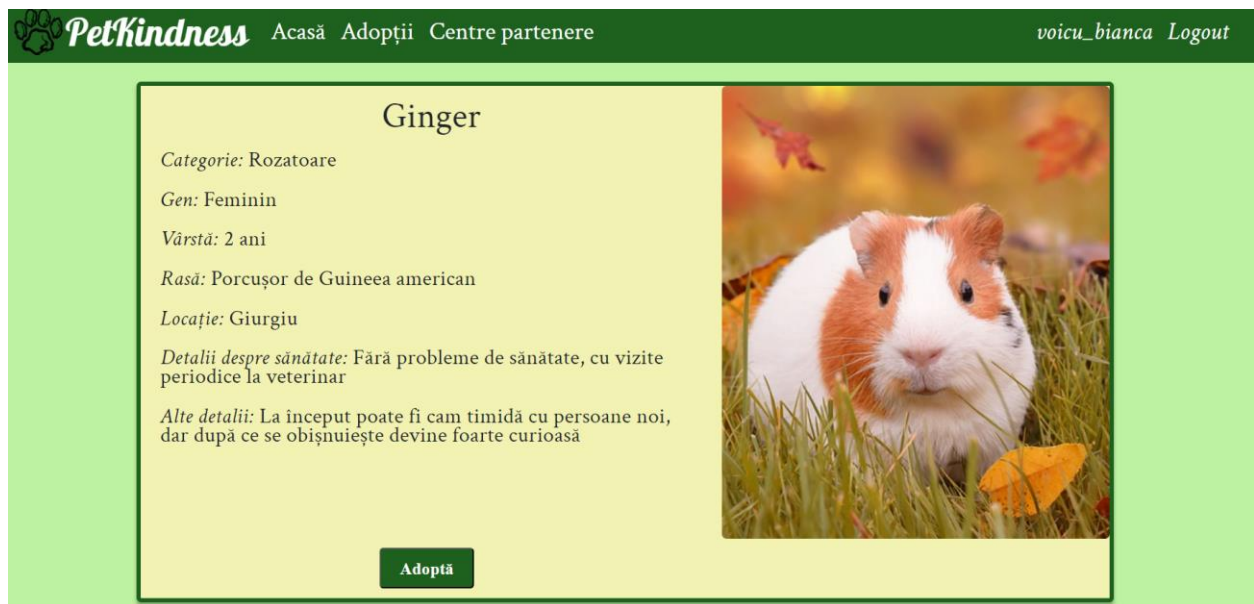 PetKindness Acasă Adopții Centre partenere voicu_bianca Logout
Ginger
Categorie: Rozatoare
Gen: Feminin
Vârstă: 2 ani
Rasă: Porcușor de Guineea american
Locație: Giurgiu
Detalii despre sănătate: Fără probleme de sănătate, cu vizite
periodice la veterinar
Alte detalii: La început poate fi cam timidă cu persoane noi,
dar după ce se obișnuiește devine foarte curioasă
Adoptă